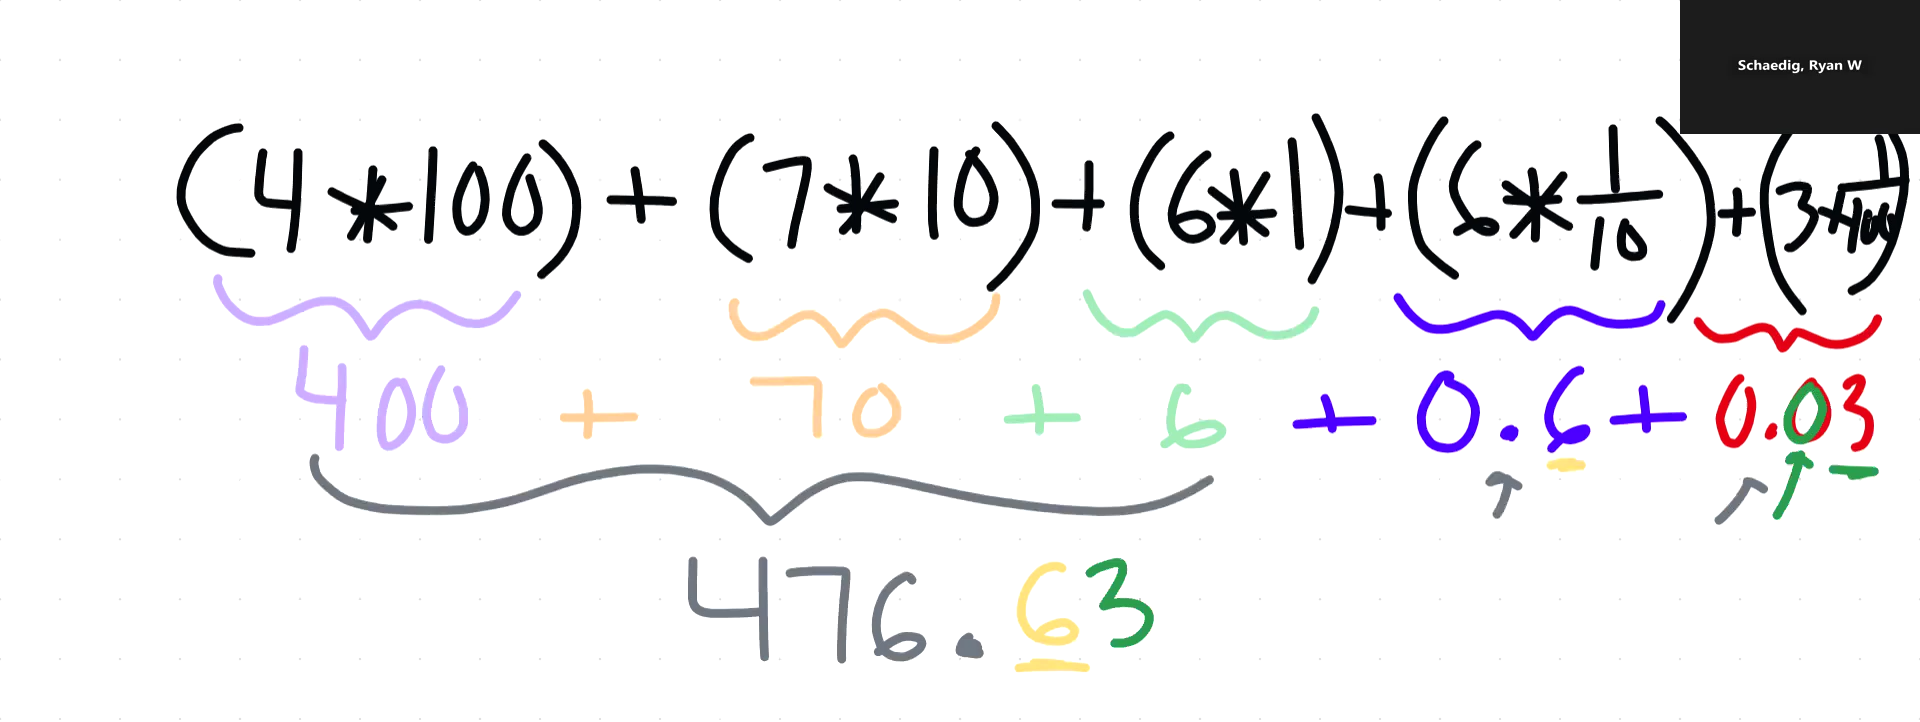 Schaedig, Ryan W
(4*100) + (7*10) + (6*1) + (6*1/10) + (3*1/100)
400 + 70 + 6 + 0.6 + 0.03
476.63